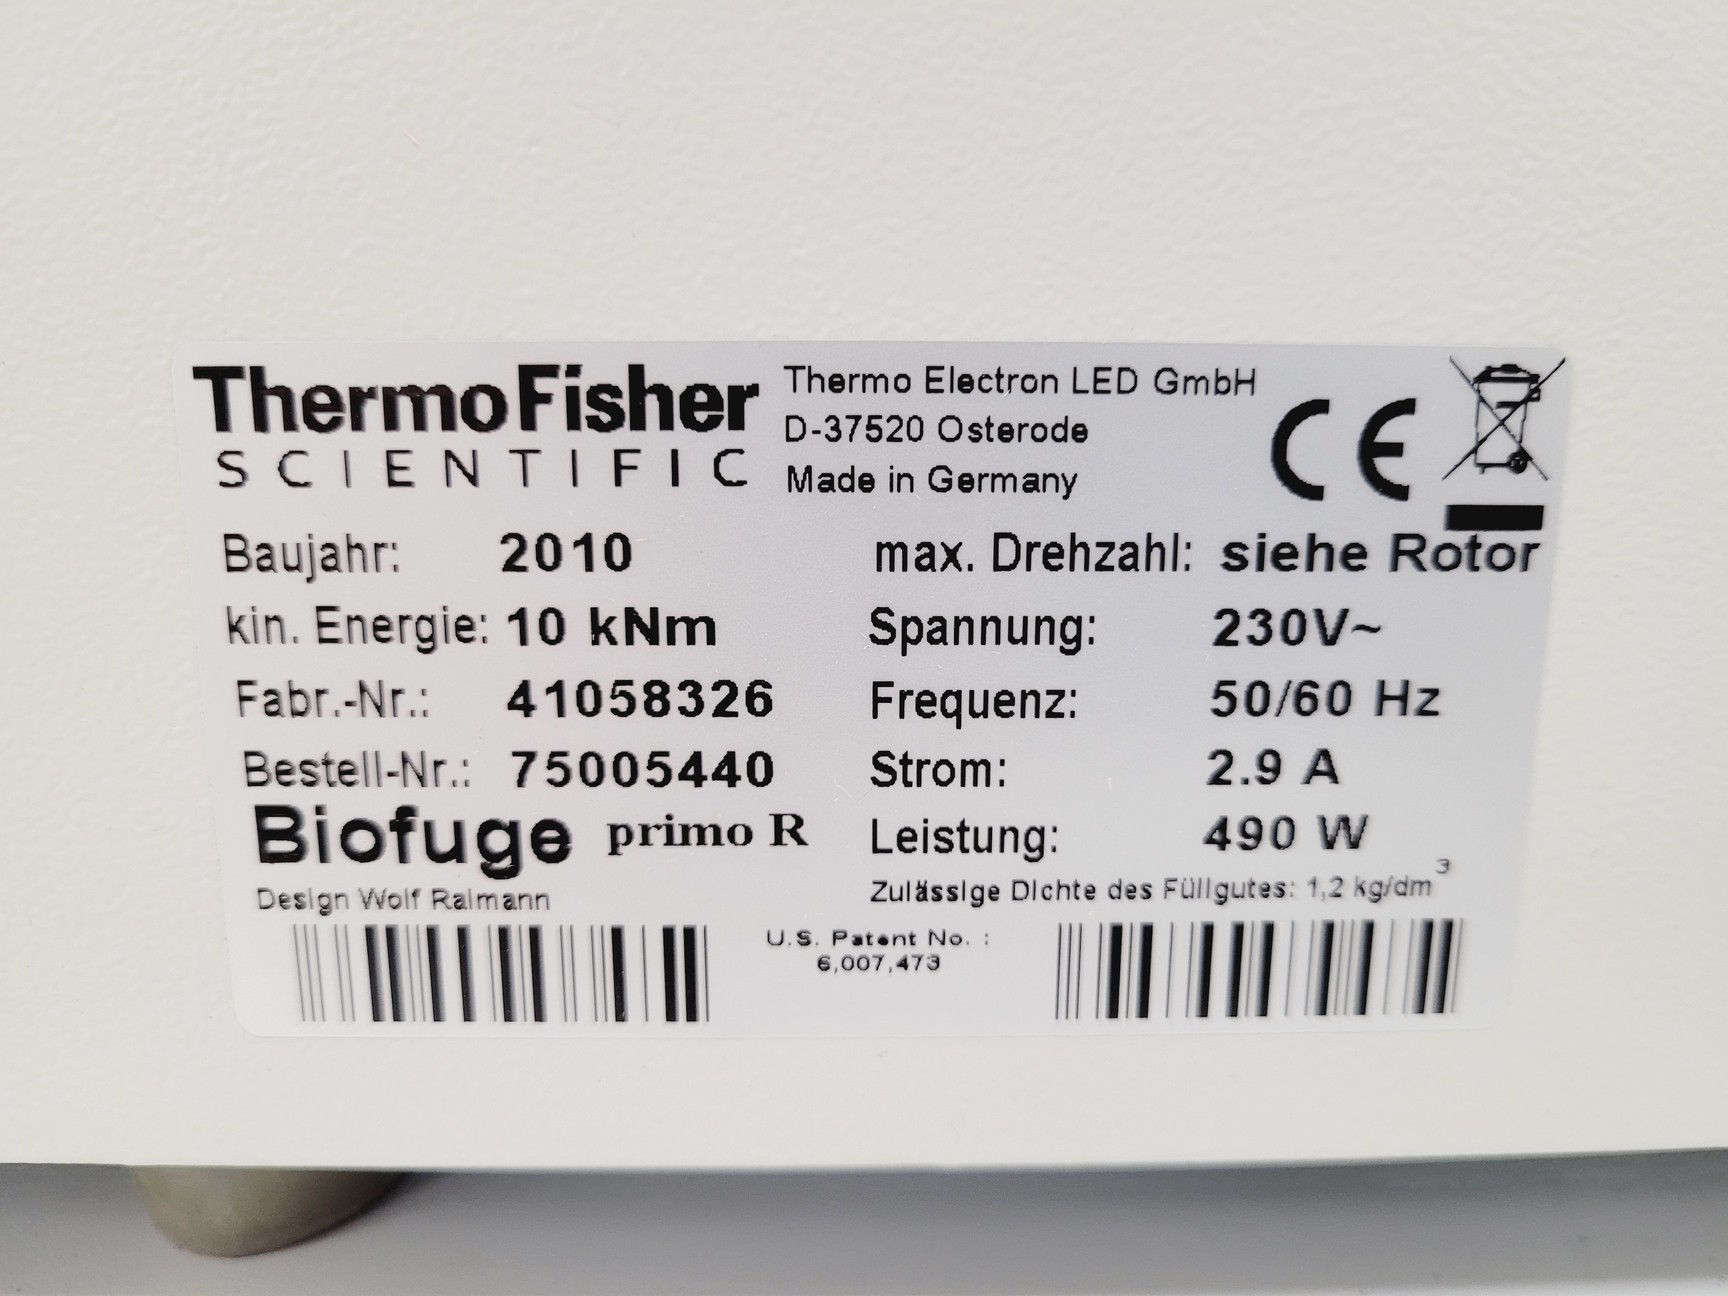 ThermoFisher
SCIENTIFIC
Thermo Electron LED GmbH
D-37520 Osterode
Made in Germany
CE
Baujahr: 2010
kin. Energie: 10 kNm
Fabr.-Nr.: 41058326
Bestell-Nr.: 75005440
Biofuge primo R
Design Wolf Raimann
max. Drehzahl: siehe Rotor
Spannung: 230V~
Frequenz: 50/60 Hz
Strom: 2.9 A
Leistung: 490 W
Zulässige Dichte des Füllgutes: 1,2 kg/dm³
U.S. Patent No. :
6,007,473